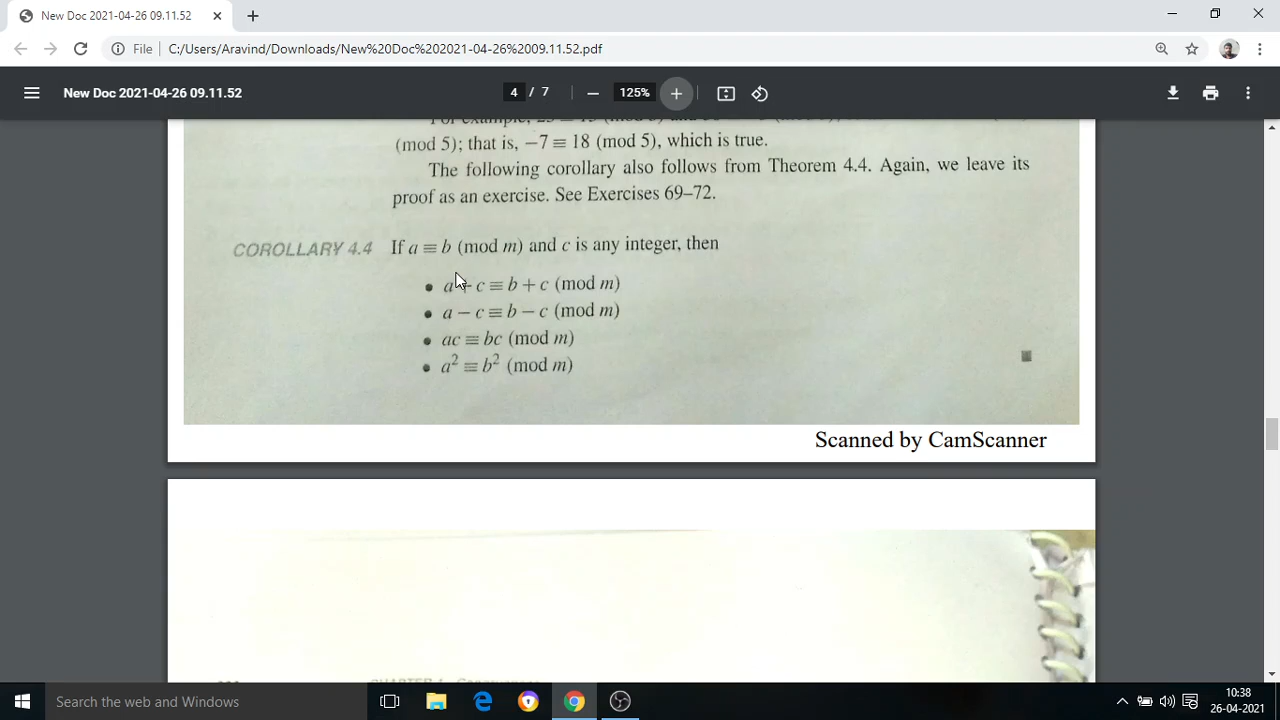 New Doc 2021-04-26 09.11.52
File C:/Users/Aravind/Downloads/New%20Doc%202021-04-26%2009.11.52.pdf
New Doc 2021-04-26 09.11.52 4 / 7 125%
For example,
(mod 5); that is, −7 ≡ 18 (mod 5), which is true.
The following corollary also follows from Theorem 4.4. Again, we leave its
proof as an exercise. See Exercises 69–72.
COROLLARY 4.4 If a ≡ b (mod m) and c is any integer, then
• a + c ≡ b + c (mod m)
• a − c ≡ b − c (mod m)
• ac ≡ bc (mod m)
• a² ≡ b² (mod m)
Scanned by CamScanner
Search the web and Windows
10:38
26-04-2021